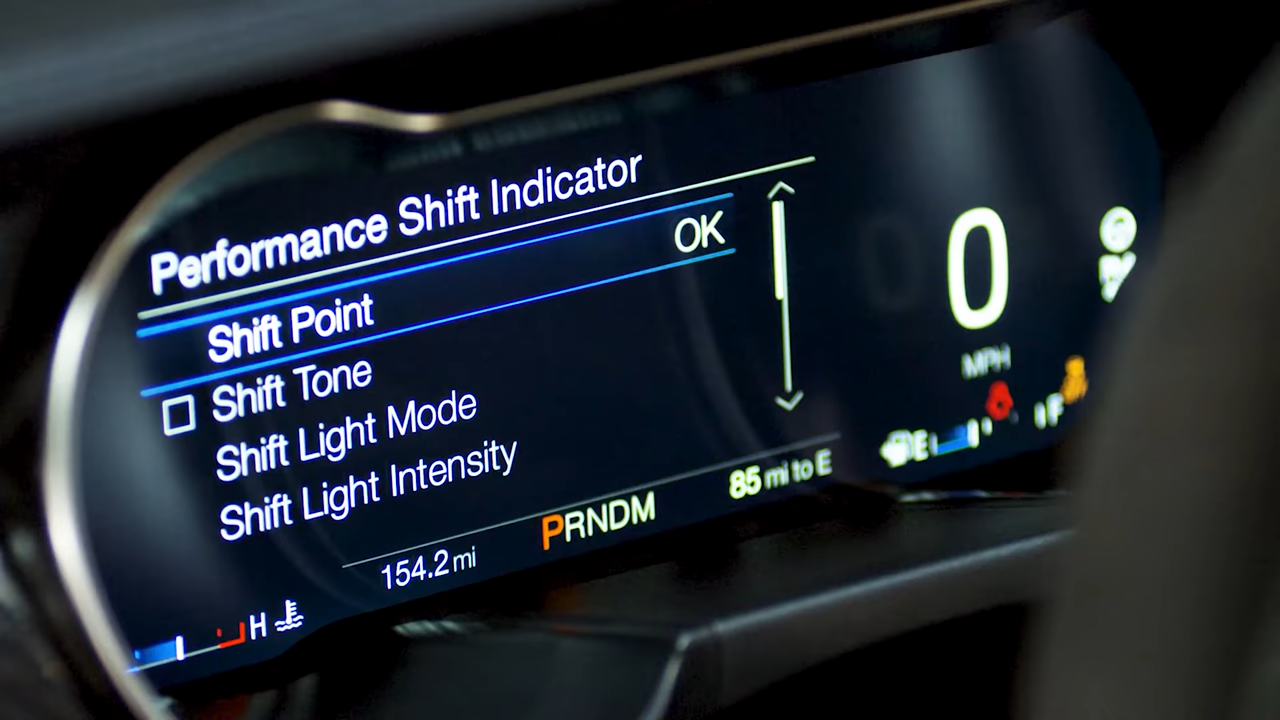 Performance Shift Indicator
Shift Point OK
Shift Tone
Shift Light Mode
Shift Light Intensity
0
MPH
E F
85 mi to E
PRNDM
154.2 mi
H